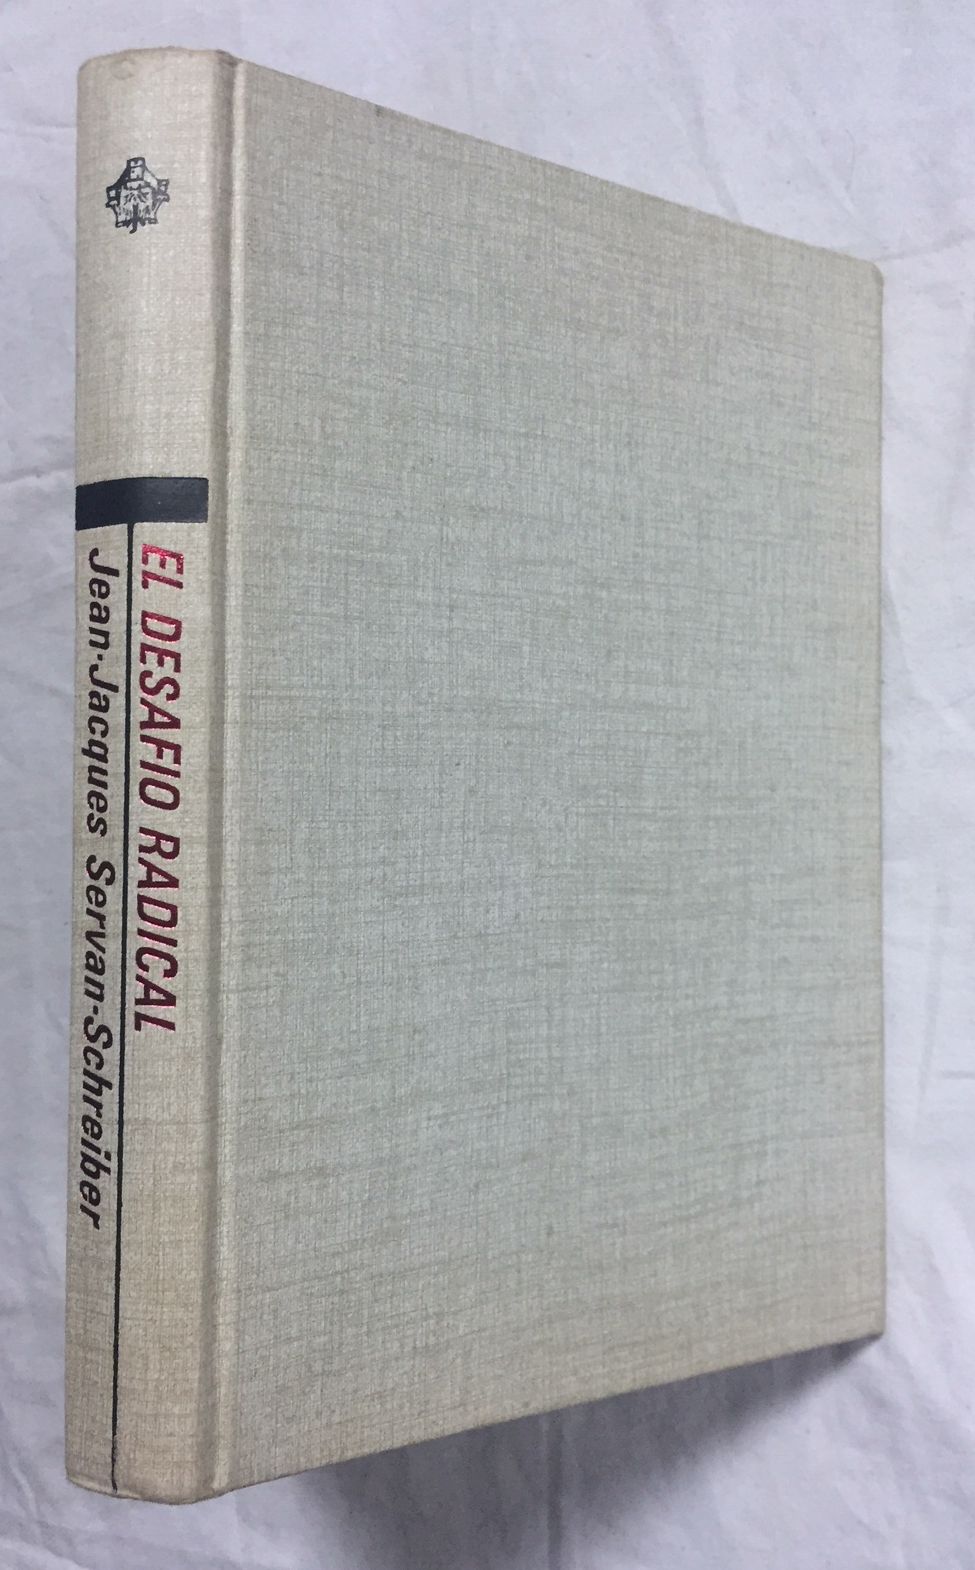 EL DESAFIO RADICAL
Jean-Jacques Servan-Schreiber